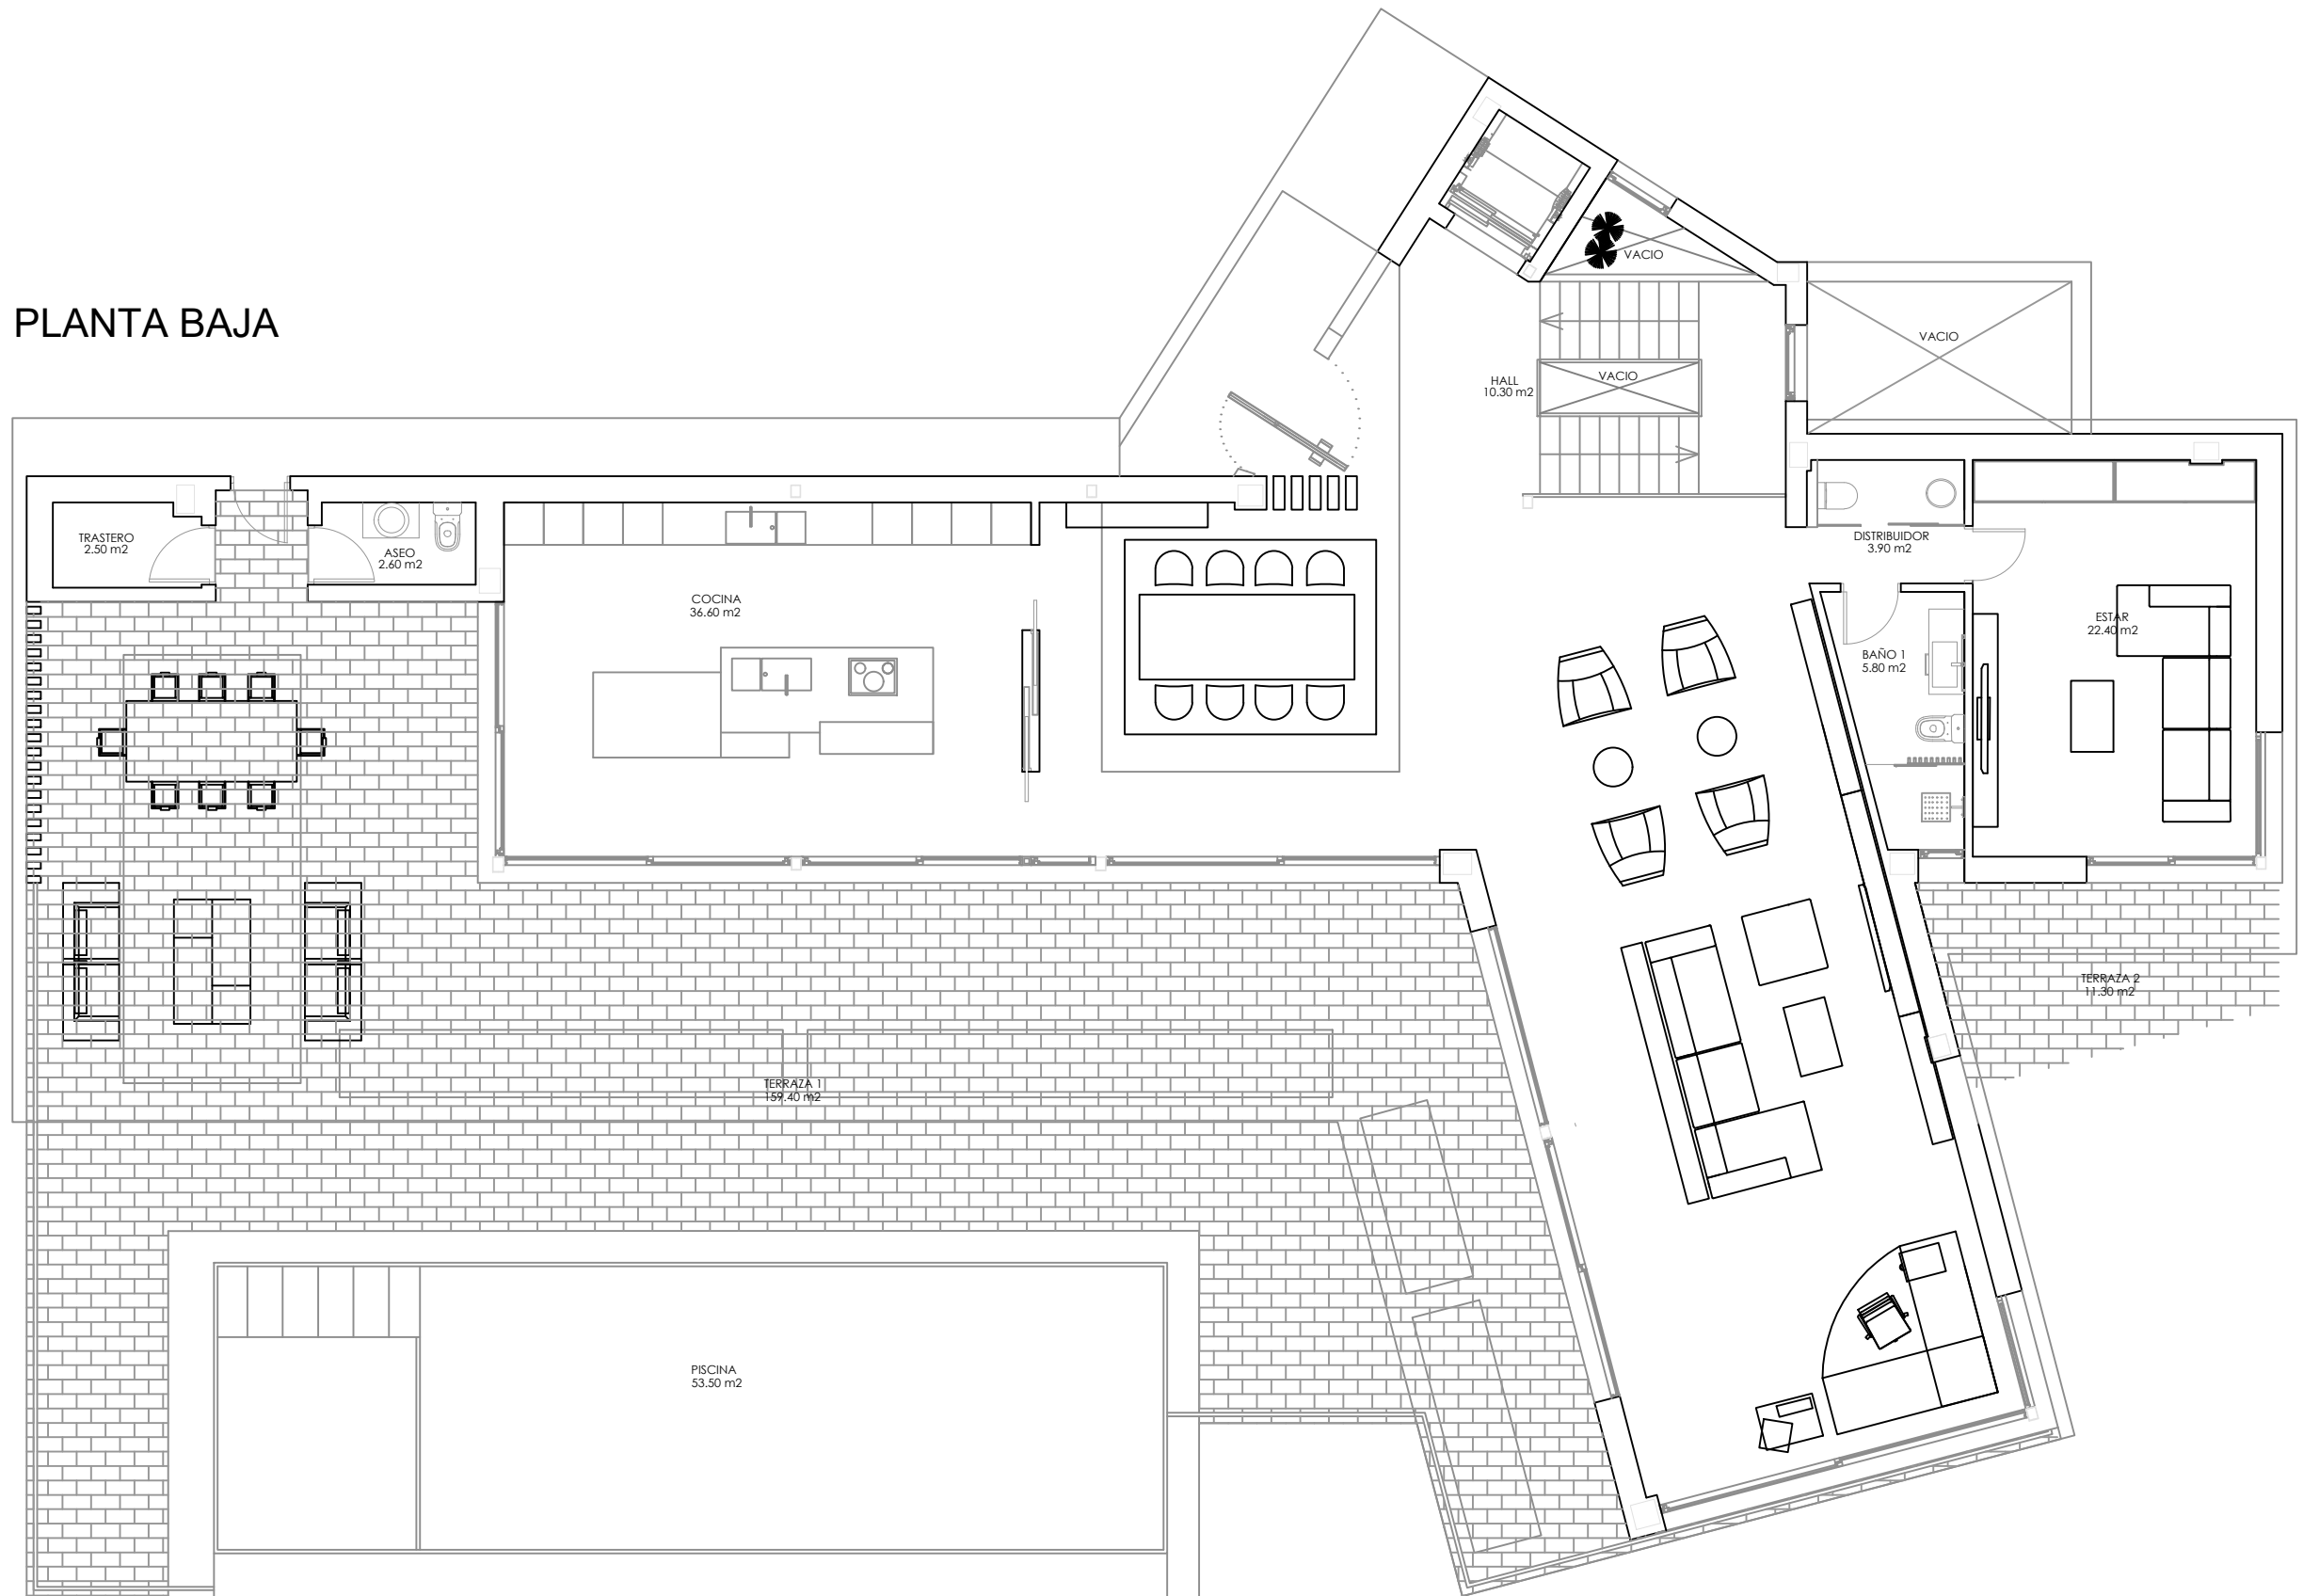 PLANTA BAJA
VACIO
VACIO
HALL
10.30 m2
VACIO
TRASTERO
2.50 m2
ASEO
2.60 m2
DISTRIBUIDOR
3.90 m2
COCINA
36.60 m2
ESTAR
22.40 m2
BAÑO 1
5.80 m2
TERRAZA 2
11.30 m2
TERRAZA 1
159.40 m2
PISCINA
53.50 m2